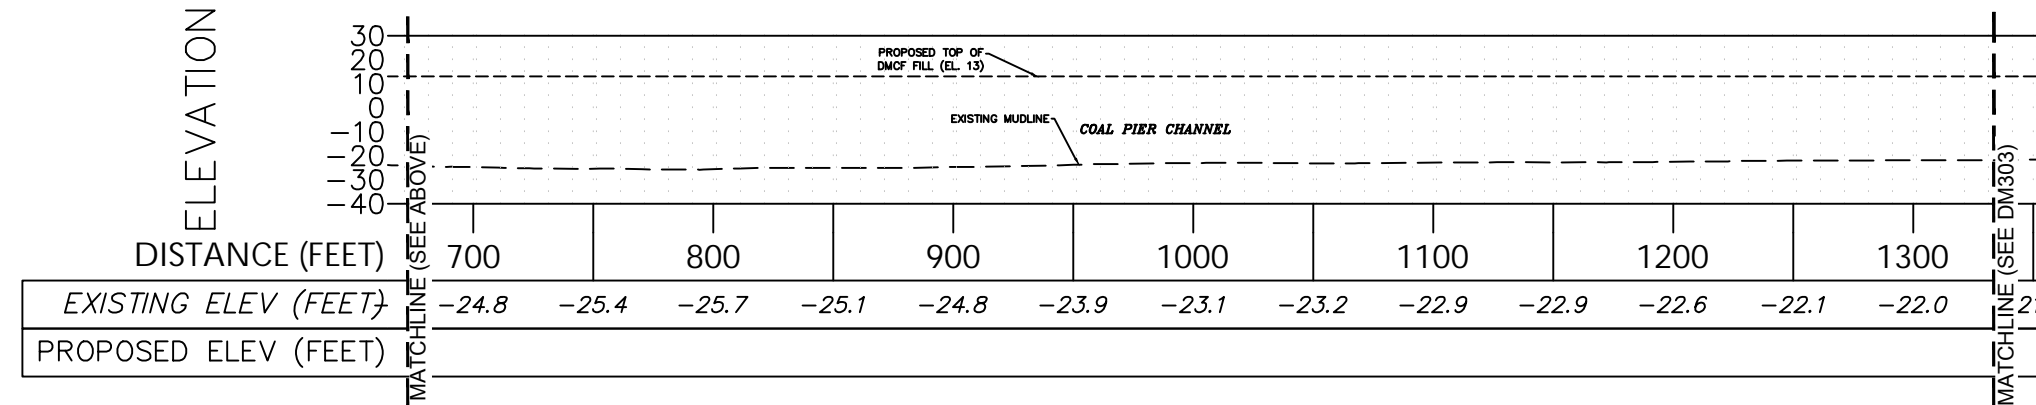 ELEVATION
30
20
10
0
-10
-20
-30
-40
PROPOSED TOP OF
DMCF FILL (EL. 13)
EXISTING MUDLINE
COAL PIER CHANNEL
MATCHLINE (SEE ABOVE)
MATCHLINE (SEE DM303)
DISTANCE (FEET) 700 800 900 1000 1100 1200 1300
EXISTING ELEV (FEET) -24.8 -25.4 -25.7 -25.1 -24.8 -23.9 -23.1 -23.2 -22.9 -22.9 -22.6 -22.1 -22.0
PROPOSED ELEV (FEET)